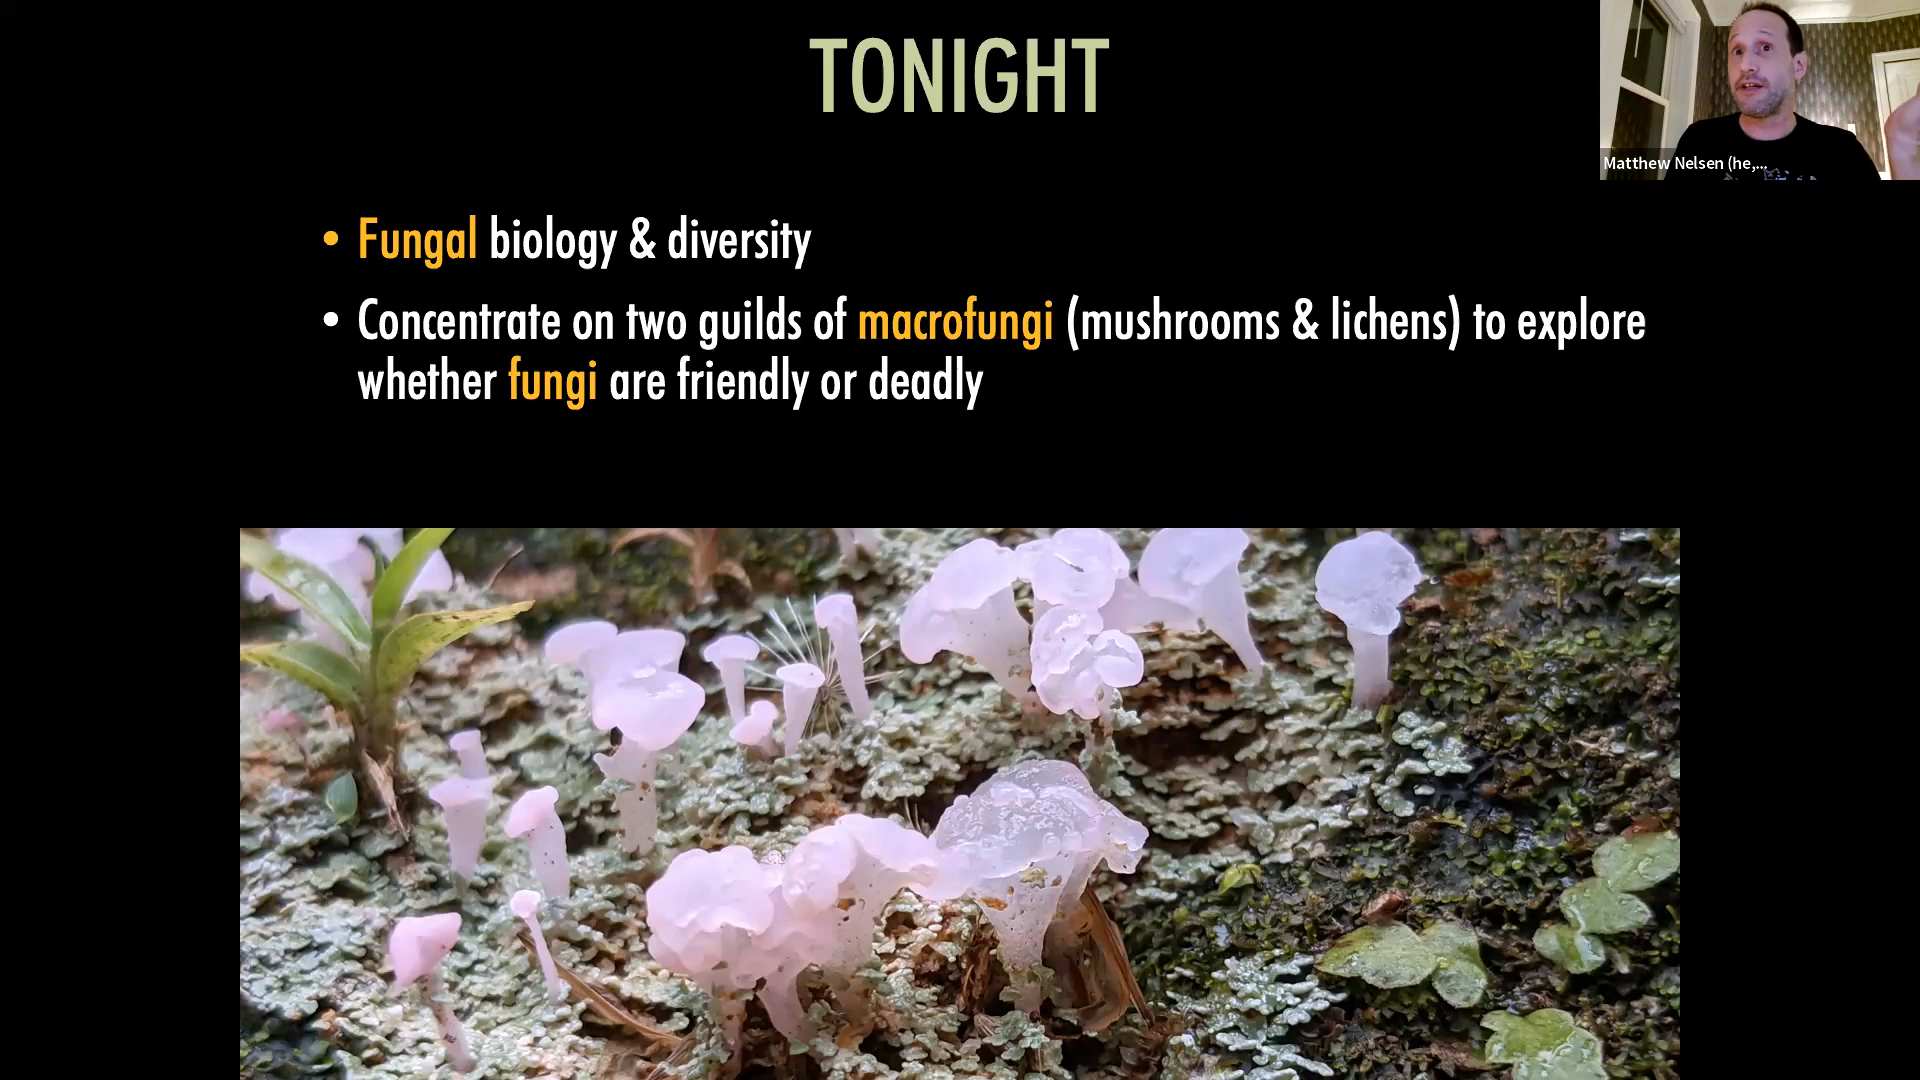 TONIGHT
Matthew Nelsen (he,...
• Fungal biology & diversity
• Concentrate on two guilds of macrofungi (mushrooms & lichens) to explore
whether fungi are friendly or deadly